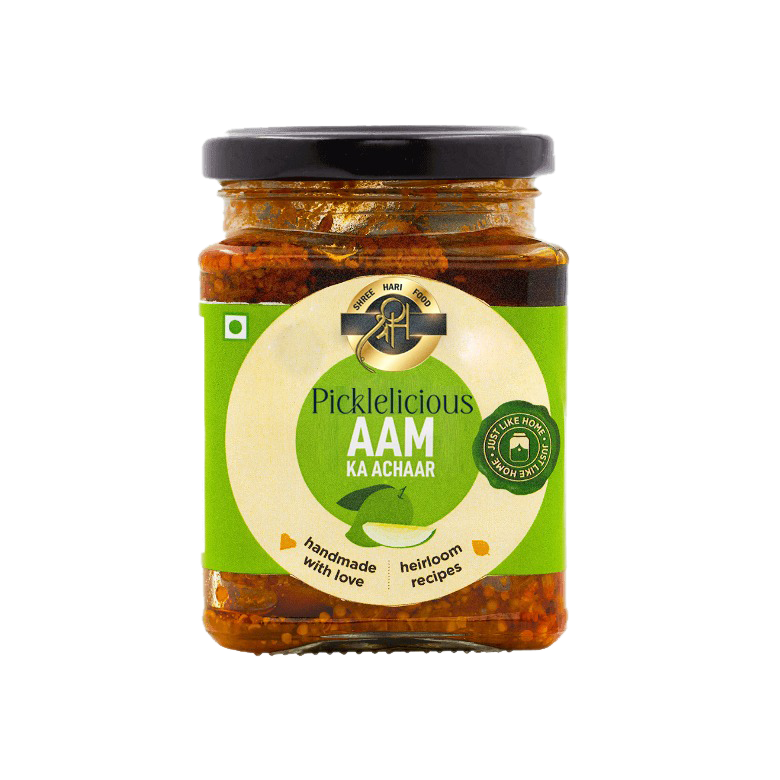 SHREE HARI FOOD
श्री
Picklelicious
AAM
KA ACHAAR
JUST LIKE HOME • JUST LIKE HOME •
handmade
with love
heirloom
recipes